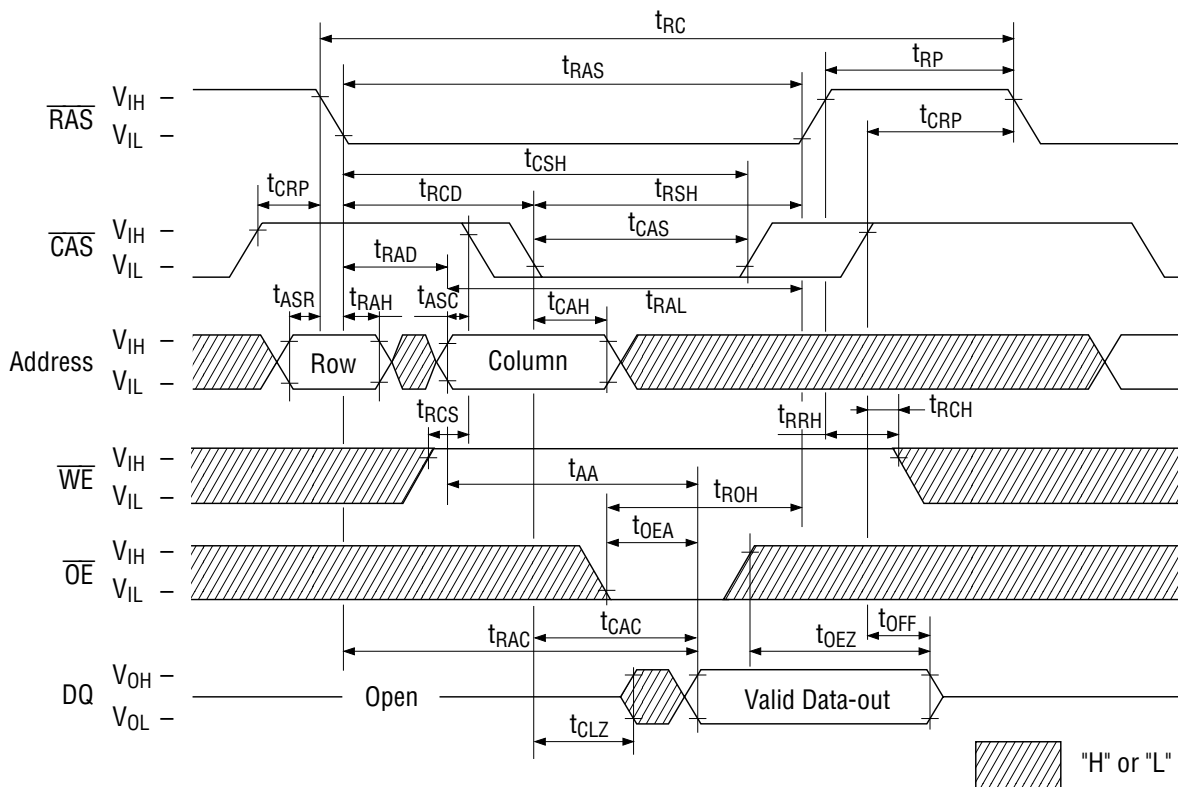 tRC
tRAS
tRP
RAS
VIH
VIL
tCRP
tCSH
tCRP
tRCD
tRSH
CAS
VIH
VIL
tCAS
tRAD
tRAL
tASR
tRAH
tASC
tCAH
Address
VIH
VIL
Row
Column
tRCS
tRRH
tRCH
WE
VIH
VIL
tAA
tROH
tOEA
OE
VIH
VIL
tCAC
tRAC
tOEZ
tOFF
DQ
VOH
VOL
Open
Valid Data-out
tCLZ
"H" or "L"